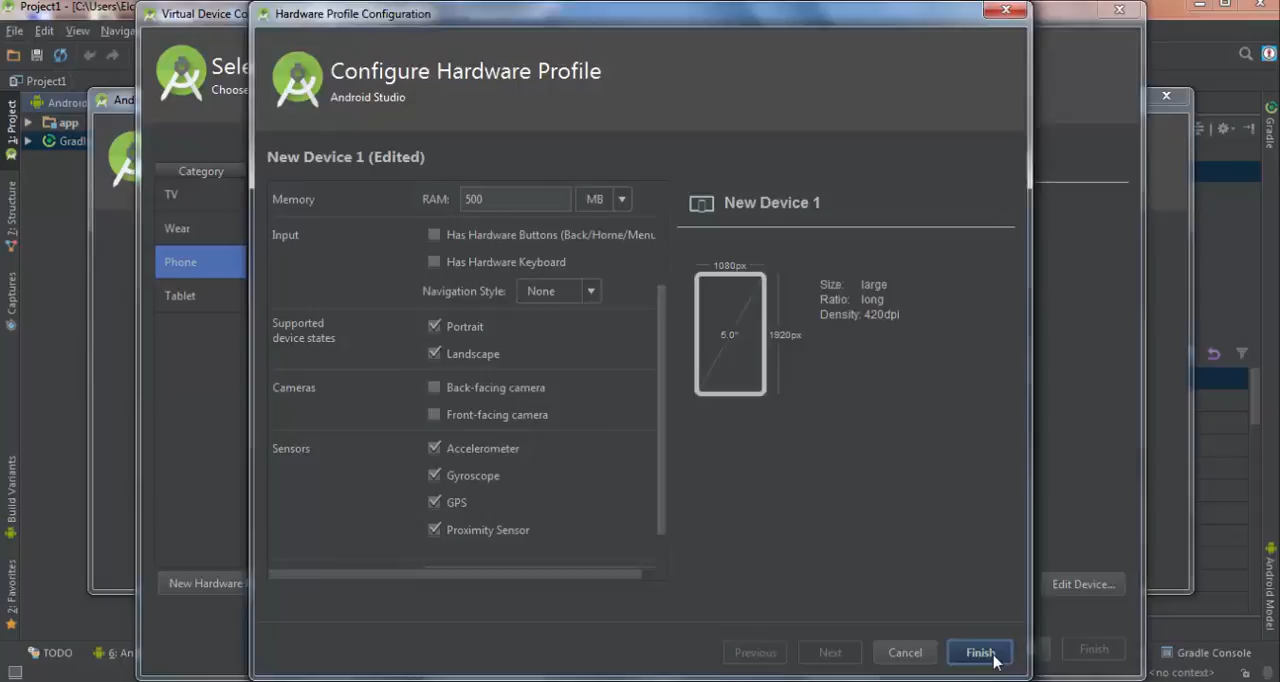 Project1 - [C:\Users\Elc
Virtual Device Co
Hardware Profile Configuration
File Edit View Naviga
Project1
Sele
Choos
Configure Hardware Profile
Android Studio
1: Project
Android
And
app
Gradl
Gradle
Category
TV
Wear
Phone
Tablet
7: Structure
Captures
Build Variants
2: Favorites
New Device 1 (Edited)
Memory RAM: 500 MB
Input Has Hardware Buttons (Back/Home/Menu
Has Hardware Keyboard
Navigation Style: None
Supported device states Portrait
Landscape
Cameras Back-facing camera
Front-facing camera
Sensors Accelerometer
Gyroscope
GPS
Proximity Sensor
New Device 1
1080px
5.0"
1920px
Size: large
Ratio: long
Density: 420dpi
New Hardware
Edit Device...
Android Model
Previous Next Cancel Finish
Finish
TODO
6: An
Gradle Console
<no context>